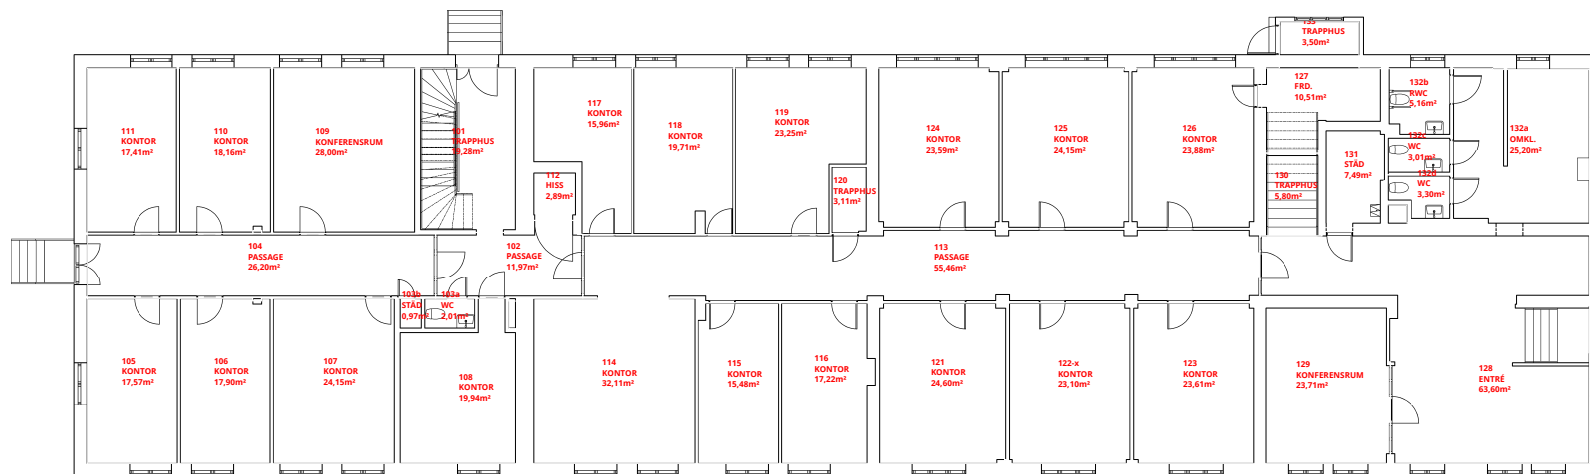 133
TRAPPHUS
3,50m²
111
KONTOR
17,41m²
110
KONTOR
18,16m²
109
KONFERENSRUM
28,00m²
101
TRAPPHUS
19,28m²
117
KONTOR
15,96m²
118
KONTOR
19,71m²
119
KONTOR
23,25m²
124
KONTOR
23,59m²
125
KONTOR
24,15m²
126
KONTOR
23,88m²
127
FRD.
10,51m²
132b
RWC
5,16m²
132c
WC
3,01m²
132a
OMKL.
25,20m²
112
HISS
2,89m²
120
TRAPPHUS
3,11m²
130
TRAPPHUS
5,80m²
131
STÄD
7,49m²
132d
WC
3,30m²
104
PASSAGE
26,20m²
102
PASSAGE
11,97m²
113
PASSAGE
55,46m²
103b
STÄD
0,97m²
103a
WC
2,01m²
105
KONTOR
17,57m²
106
KONTOR
17,90m²
107
KONTOR
24,15m²
108
KONTOR
19,94m²
114
KONTOR
32,11m²
115
KONTOR
15,48m²
116
KONTOR
17,22m²
121
KONTOR
24,60m²
122-x
KONTOR
23,10m²
123
KONTOR
23,61m²
129
KONFERENSRUM
23,71m²
128
ENTRÉ
63,60m²